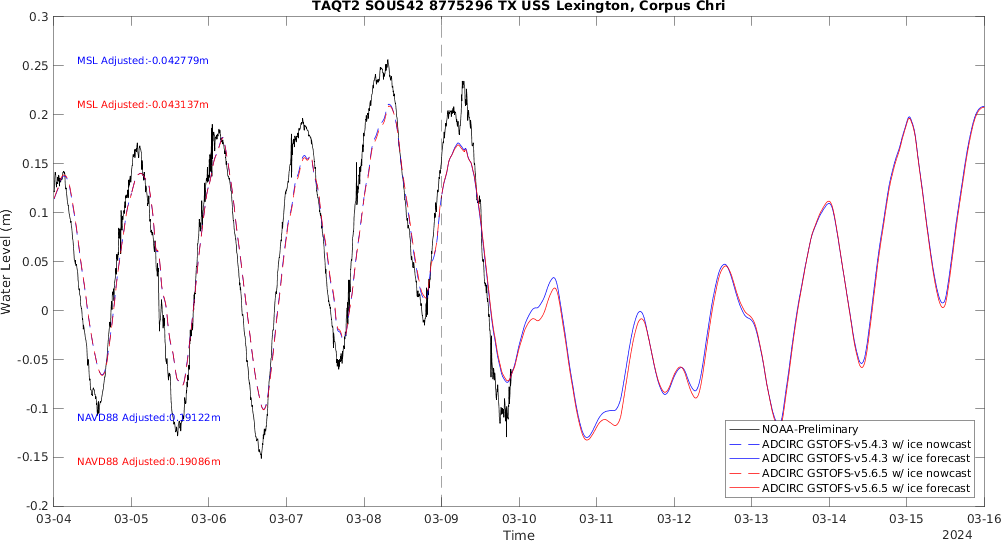 TAQT2 SOUS42 8775296 TX USS Lexington, Corpus Chri
0.3
0.25
0.2
0.15
0.1
0.05
0
-0.05
-0.1
-0.15
-0.2
Water Level (m)
MSL Adjusted:-0.042779m
MSL Adjusted:-0.043137m
NAVD88 Adjusted:0.19122m
NAVD88 Adjusted:0.19086m
NOAA-Preliminary
ADCIRC GSTOFS-v5.4.3 w/ ice nowcast
ADCIRC GSTOFS-v5.4.3 w/ ice forecast
ADCIRC GSTOFS-v5.6.5 w/ ice nowcast
ADCIRC GSTOFS-v5.6.5 w/ ice forecast
03-04 03-05 03-06 03-07 03-08 03-09 03-10 03-11 03-12 03-13 03-14 03-15 03-16
Time
2024